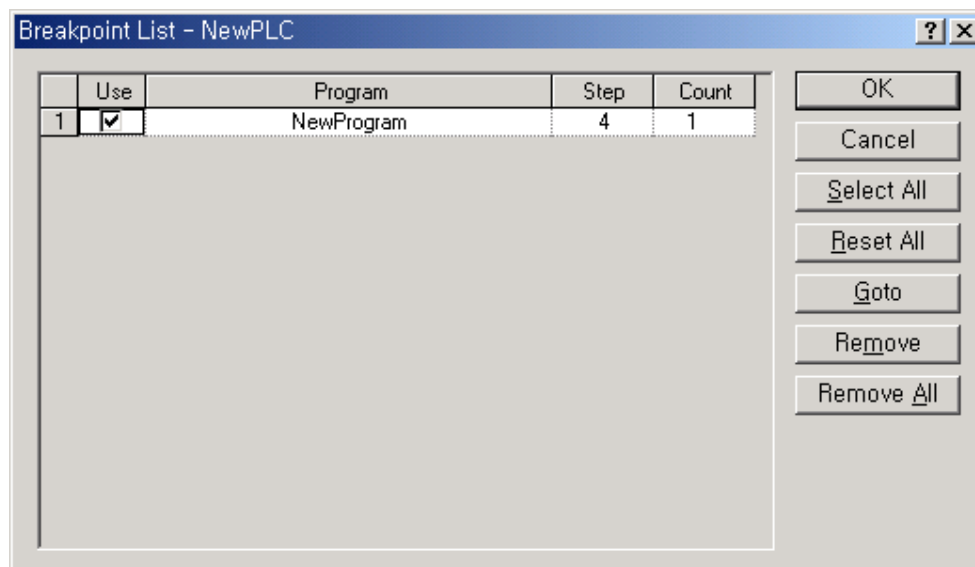 Breakpoint List - NewPLC
Use Program Step Count
1 NewProgram 4 1
OK
Cancel
Select All
Reset All
Goto
Remove
Remove All